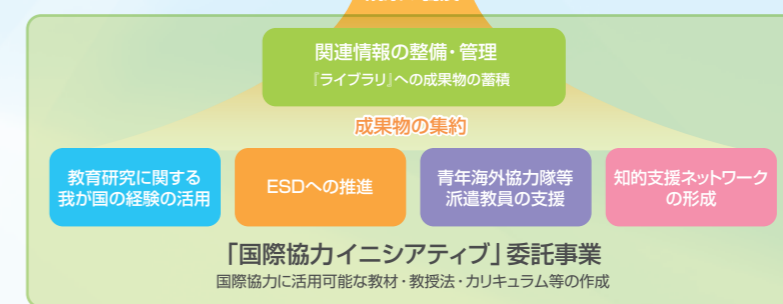 関連情報の整備・管理
『ライブラリ』への成果物の蓄積
成果物の集約
教育研究に関する
我が国の経験の活用
ESDへの推進
青年海外協力隊等
派遣教員の支援
知的支援ネットワーク
の形成
「国際協力イニシアティブ」委託事業
国際協力に活用可能な教材・教授法・カリキュラム等の作成